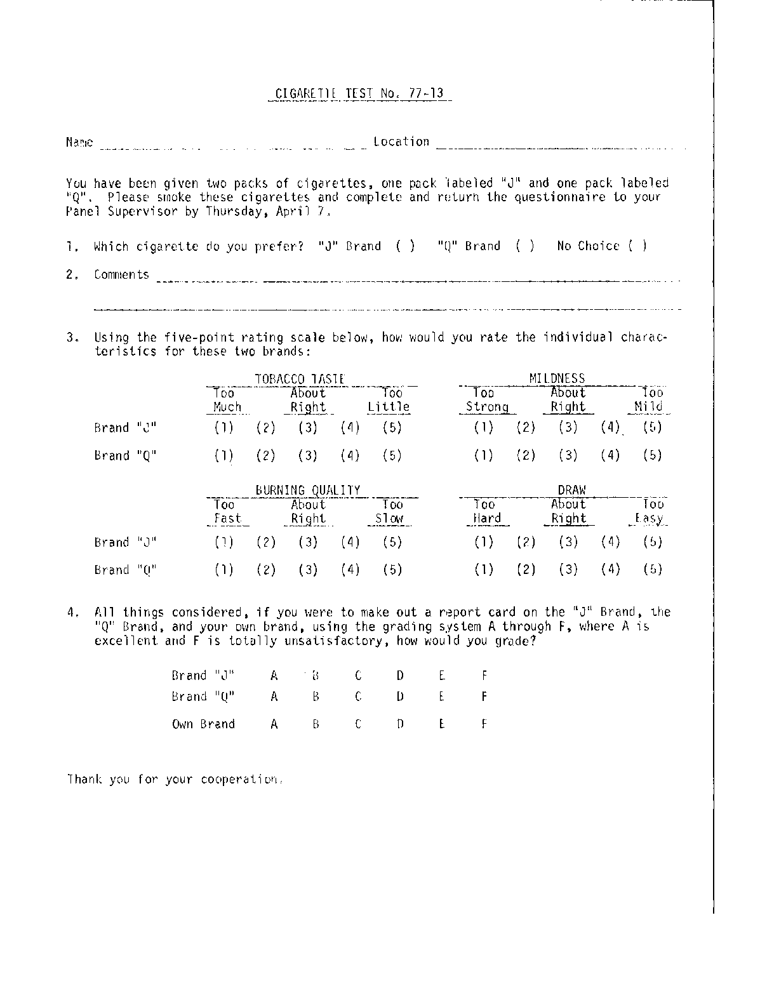 CIGARETTE TEST No. 77-13
Name Location
You have been given two packs of cigarettes, one pack labeled "J" and one pack labeled
"Q". Please smoke these cigarettes and complete and return the questionnaire to your
Panel Supervisor by Thursday, April 7.
1. Which cigarette do you prefer? "J" Brand ( ) "Q" Brand ( ) No Choice ( )
2. Comments
3. Using the five-point rating scale below, how would you rate the individual charac-
teristics for these two brands:
TOBACCO TASTE MILDNESS
Too About Too Too About Too
Much Right Little Strong Right Mild
Brand "J" (1) (2) (3) (4) (5) (1) (2) (3) (4) (5)
Brand "Q" (1) (2) (3) (4) (5) (1) (2) (3) (4) (5)
BURNING QUALITY DRAW
Too About Too Too About Too
Fast Right Slow Hard Right Easy
Brand "J" (1) (2) (3) (4) (5) (1) (2) (3) (4) (5)
Brand "Q" (1) (2) (3) (4) (5) (1) (2) (3) (4) (5)
4. All things considered, if you were to make out a report card on the "J" Brand, the
"Q" Brand, and your own brand, using the grading system A through F, where A is
excellent and F is totally unsatisfactory, how would you grade?
Brand "J" A B C D E F
Brand "Q" A B C D E F
Own Brand A B C D E F
Thank you for your cooperation.